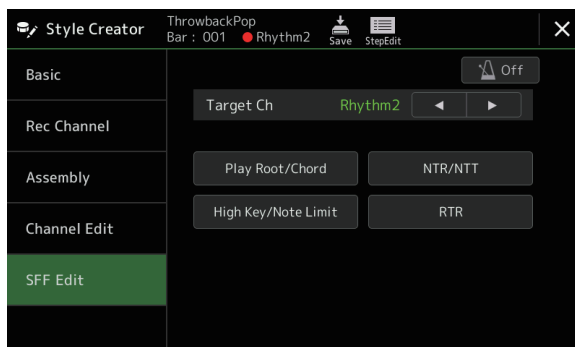 Style Creator
ThrowbackPop
Bar : 001 Rhythm2
Save
StepEdit
Basic
Off
Target Ch Rhythm2
Rec Channel
Assembly
Play Root/Chord NTR/NTT
High Key/Note Limit RTR
Channel Edit
SFF Edit